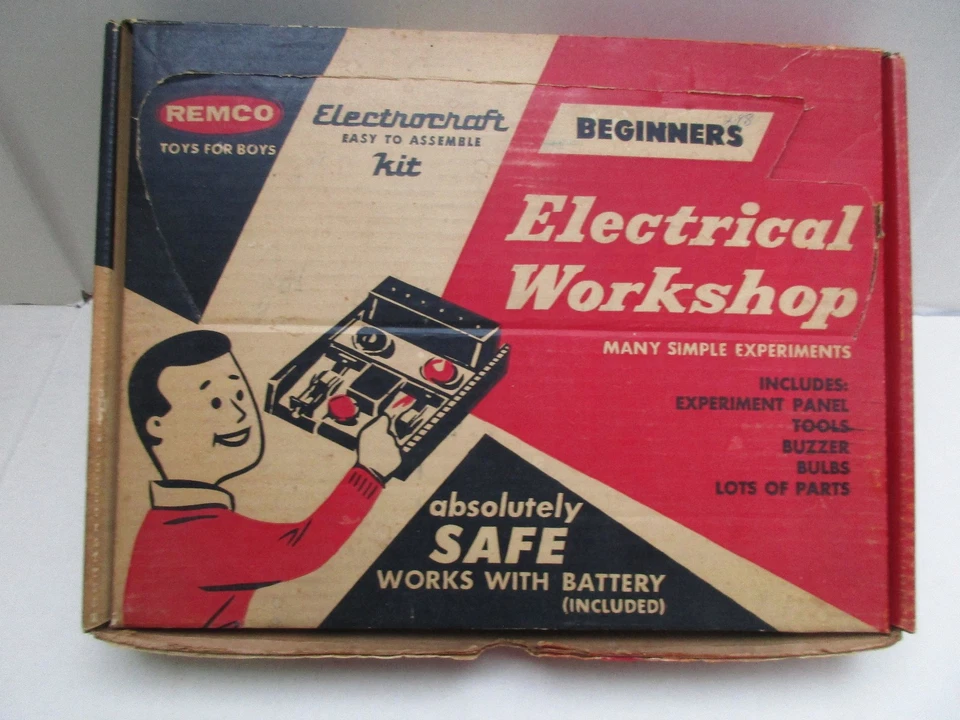 REMCO
TOYS FOR BOYS
Electrocraft
EASY TO ASSEMBLE
kit
BEGINNERS
Electrical
Workshop
MANY SIMPLE EXPERIMENTS
INCLUDES:
EXPERIMENT PANEL
TOOLS
BUZZER
BULBS
LOTS OF PARTS
absolutely
SAFE
WORKS WITH BATTERY
(INCLUDED)